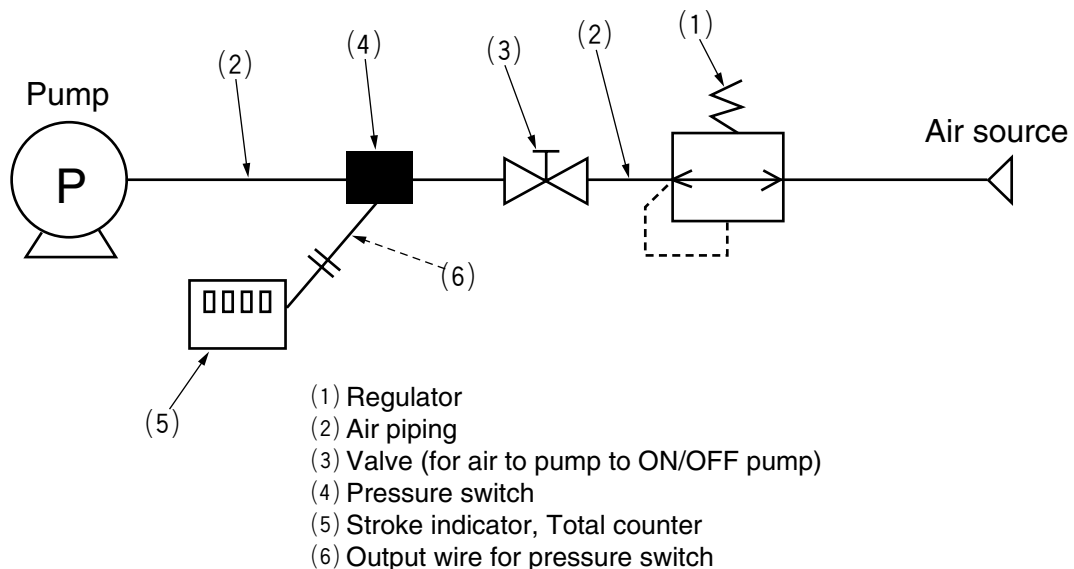 (4)
(3)
(2)
(1)
(2)
Pump
Air source
P
(6)
(5)
(1) Regulator
(2) Air piping
(3) Valve (for air to pump to ON/OFF pump)
(4) Pressure switch
(5) Stroke indicator, Total counter
(6) Output wire for pressure switch